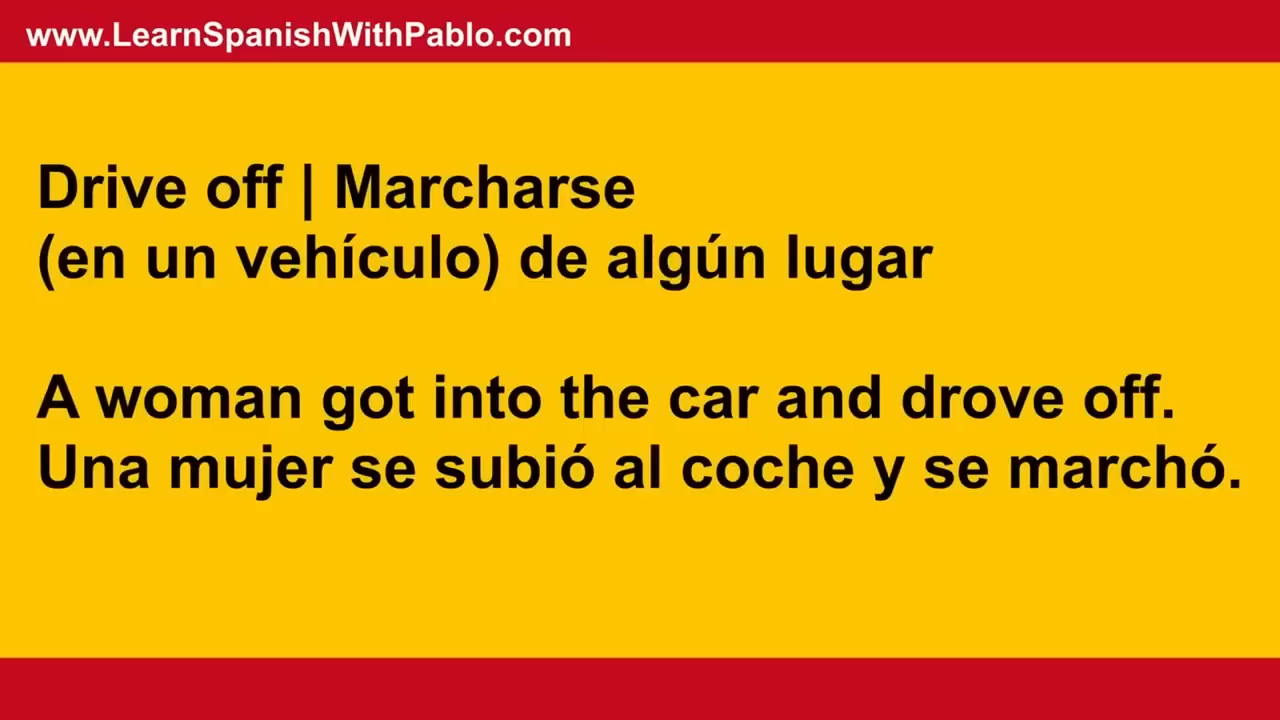 www.LearnSpanishWithPablo.com
Drive off | Marcharse
(en un vehículo) de algún lugar
A woman got into the car and drove off.
Una mujer se subió al coche y se marchó.